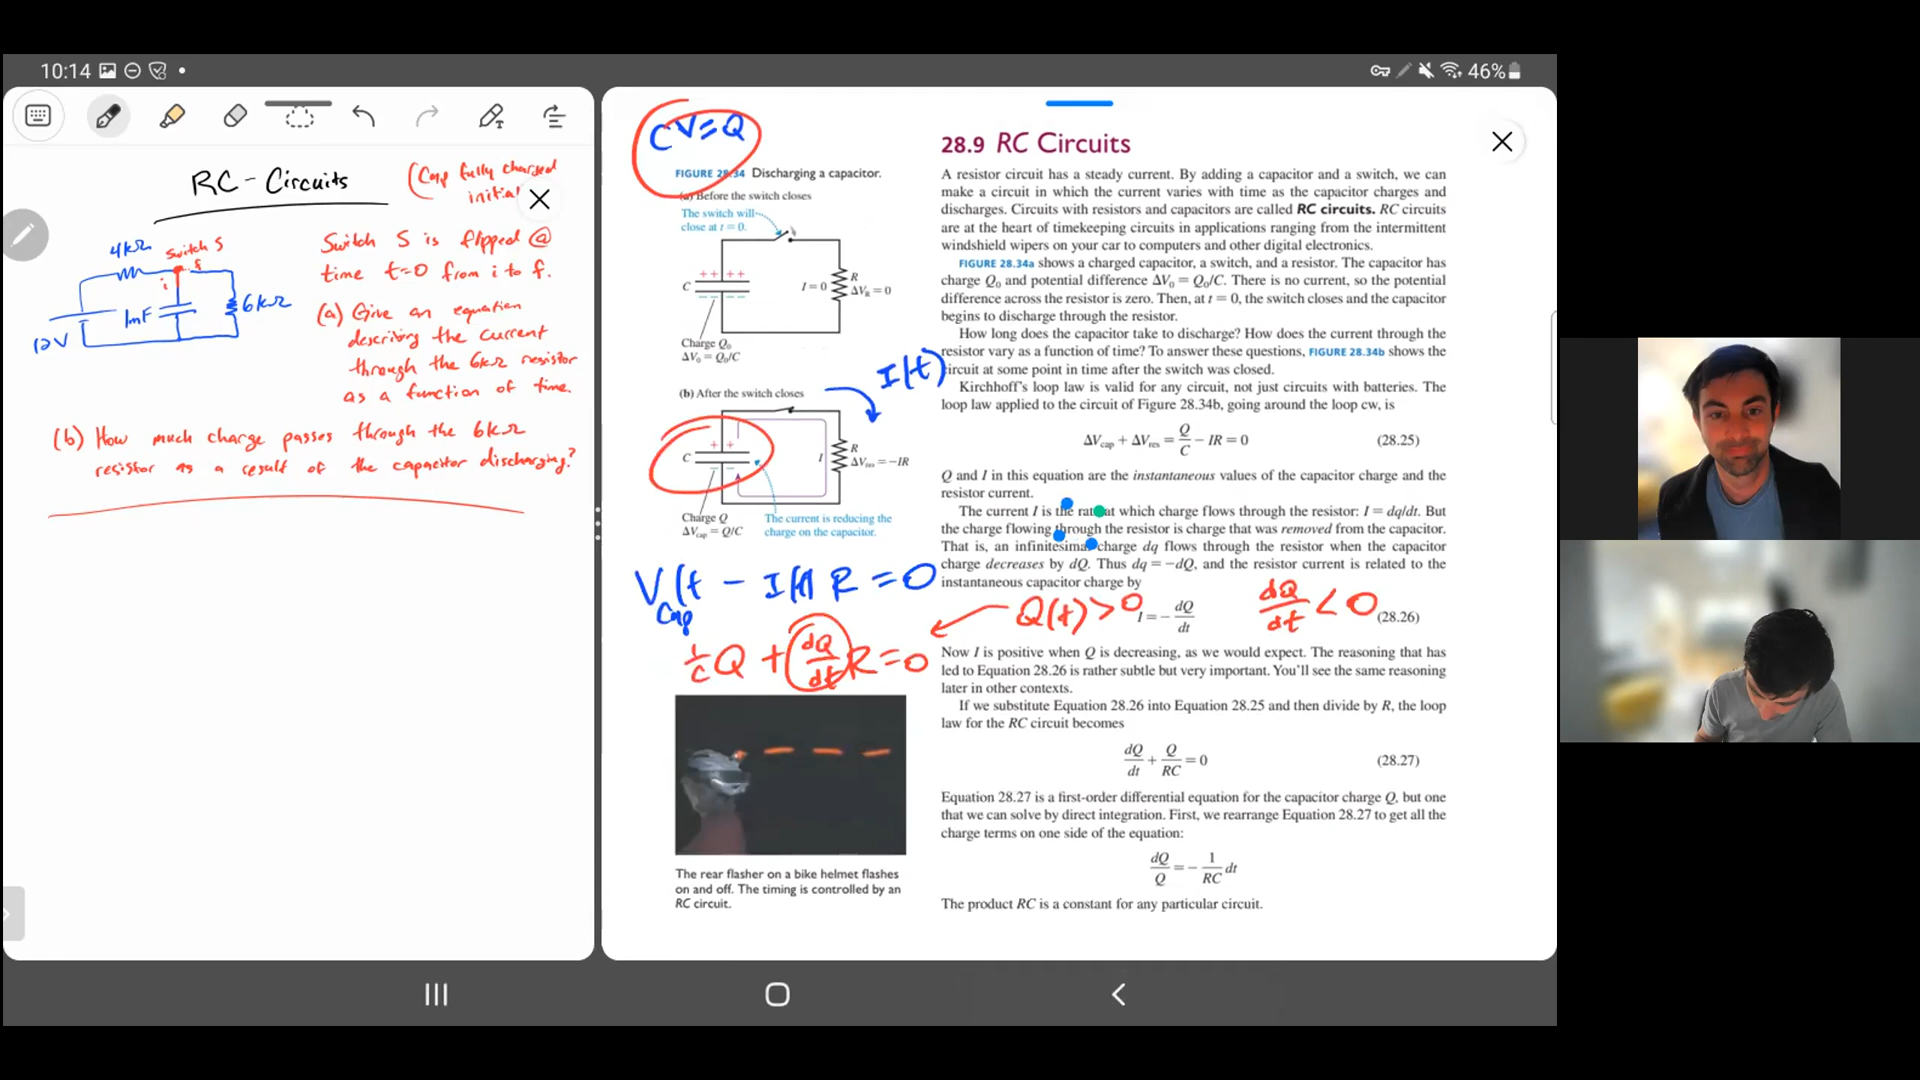 10:14
46%
RC-Circuits
(Cap fully charged
initial
4kΩ
Switch S
i
f
1mF
6kΩ
12V
Switch S is flipped @
time t=0 from i to f.
(a) Give an equation
describing the current
through the 6kΩ resistor
as a function of time.
(b) How much charge passes through the 6kΩ
resistor as a result of the capacitor discharging?
CV=Q
FIGURE 28.34 Discharging a capacitor.
(a) Before the switch closes
The switch will
close at t = 0.
+ + + +
C
I = 0
R
ΔV_R = 0
Charge Q₀
ΔV₀ = Q₀/C
I(t)
(b) After the switch closes
+ +
C
I
R
ΔV_res = −IR
Charge Q
ΔV_cap = Q/C
The current is reducing the
charge on the capacitor.
V(t - I(t) R = 0
Cap
1/C Q + dQ/dt R = 0
The rear flasher on a bike helmet flashes
on and off. The timing is controlled by an
RC circuit.
28.9 RC Circuits
A resistor circuit has a steady current. By adding a capacitor and a switch, we can
make a circuit in which the current varies with time as the capacitor charges and
discharges. Circuits with resistors and capacitors are called RC circuits. RC circuits
are at the heart of timekeeping circuits in applications ranging from the intermittent
windshield wipers on your car to computers and other digital electronics.
FIGURE 28.34a shows a charged capacitor, a switch, and a resistor. The capacitor has
charge Q₀ and potential difference ΔV₀ = Q₀/C. There is no current, so the potential
difference across the resistor is zero. Then, at t = 0, the switch closes and the capacitor
begins to discharge through the resistor.
How long does the capacitor take to discharge? How does the current through the
resistor vary as a function of time? To answer these questions, FIGURE 28.34b shows the
circuit at some point in time after the switch was closed.
Kirchhoff's loop law is valid for any circuit, not just circuits with batteries. The
loop law applied to the circuit of Figure 28.34b, going around the loop cw, is
ΔV_cap + ΔV_res = Q/C − IR = 0 (28.25)
Q and I in this equation are the instantaneous values of the capacitor charge and the
resistor current.
The current I is the rate at which charge flows through the resistor: I = dq/dt. But
the charge flowing through the resistor is charge that was removed from the capacitor.
That is, an infinitesimal charge dq flows through the resistor when the capacitor
charge decreases by dQ. Thus dq = −dQ, and the resistor current is related to the
instantaneous capacitor charge by
Q(t) > 0
I = − dQ/dt (28.26)
dQ/dt < 0
Now I is positive when Q is decreasing, as we would expect. The reasoning that has
led to Equation 28.26 is rather subtle but very important. You'll see the same reasoning
later in other contexts.
If we substitute Equation 28.26 into Equation 28.25 and then divide by R, the loop
law for the RC circuit becomes
dQ/dt + Q/RC = 0 (28.27)
Equation 28.27 is a first-order differential equation for the capacitor charge Q, but one
that we can solve by direct integration. First, we rearrange Equation 28.27 to get all the
charge terms on one side of the equation:
dQ/Q = − 1/RC dt
The product RC is a constant for any particular circuit.